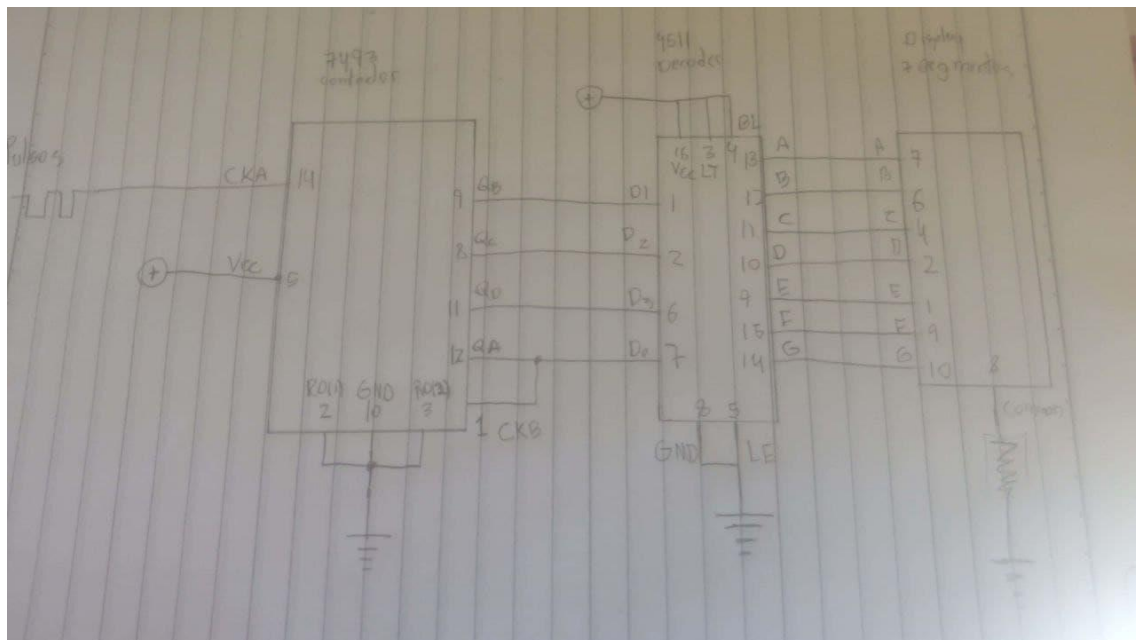 7493
contador
4511
Decoder
Display
7 segmentos
Pulsos
CKA
14
Vcc
5
9
QB
8
QC
11
QD
12
QA
1 CKB
R0(1) GND R0(2)
2 10 3
D1
1
D2
2
D3
6
D0
7
16 3 4 BL
Vcc LT
13 A A 7
12 B B 6
11 C C 4
10 D D 2
9 E E 1
15 F F 9
14 G G 10
8 5
GND LE
8
Common